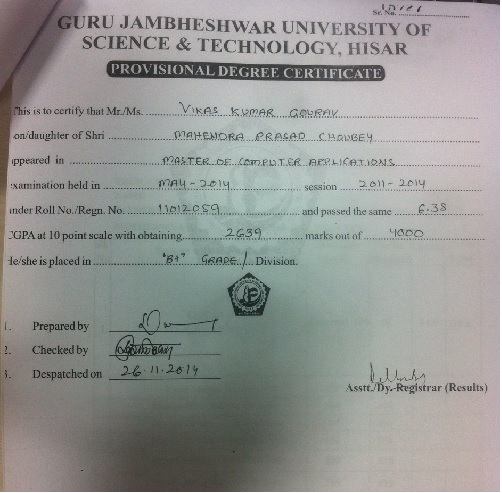 Sr. No.
GURU JAMBHESHWAR UNIVERSITY OF
SCIENCE & TECHNOLOGY, HISAR
PROVISIONAL DEGREE CERTIFICATE
This is to certify that Mr./Ms. VIKAS KUMAR GOURAV
on/daughter of Shri MAHENDRA PRASAD CHOUBEY
appeared in MASTER OF COMPUTER APPLICATIONS
examination held in MAY-2014 session 2011-2014
under Roll No./Regn. No. 11012059 and passed the same 6.38
CGPA at 10 point scale with obtaining 2639 marks out of 4000
He/she is placed in "B+" GRADE/ Division.
1. Prepared by
2. Checked by
3. Despatched on 26.11.2014
Asstt./Dy. Registrar (Results)